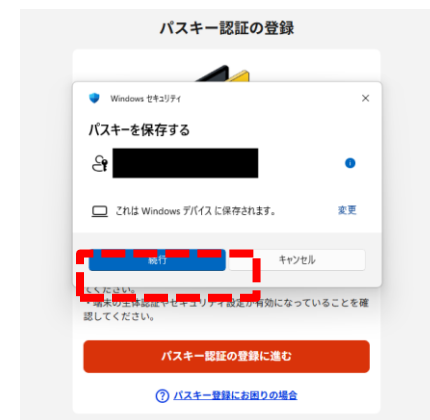 パスキー認証の登録
Windows セキュリティ
パスキーを保存する
これは Windows デバイスに保存されます。
変更
続行
キャンセル
てください。
・端末の生体認証やセキュリティ設定が有効になっていることを確
認してください。
パスキー認証の登録に進む
パスキー登録にお困りの場合